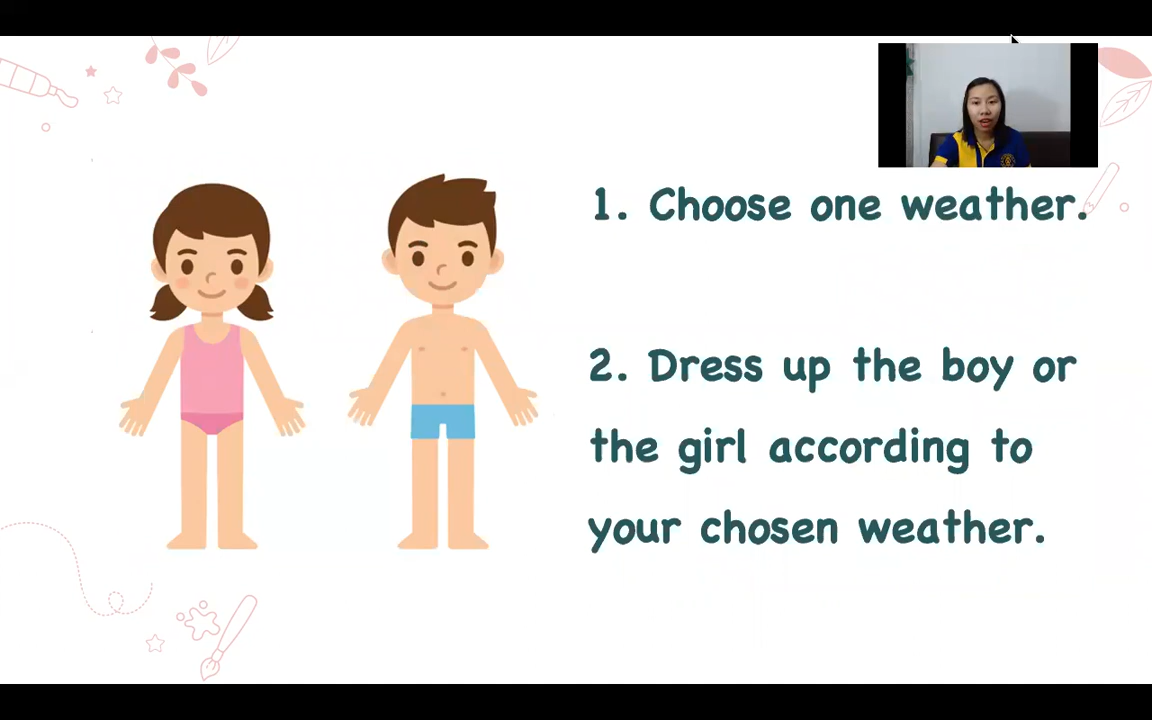 1. Choose one weather.
2. Dress up the boy or
the girl according to
your chosen weather.